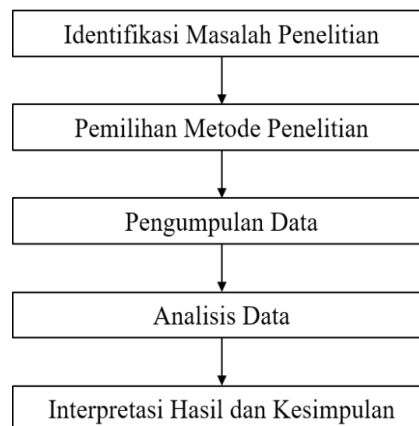 Identifikasi Masalah Penelitian
Pemilihan Metode Penelitian
Pengumpulan Data
Analisis Data
Interpretasi Hasil dan Kesimpulan